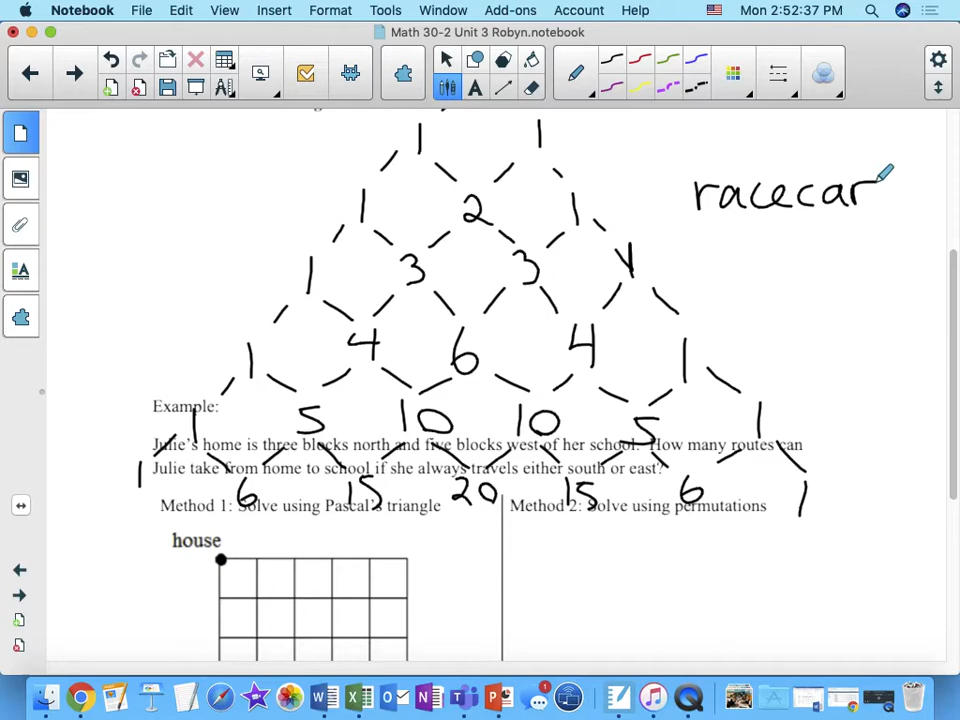 Notebook File Edit View Insert Format Tools Window Add-ons Account Help Mon 2:52:37 PM
Math 30-2 Unit 3 Robyn.notebook
1 1
1 2 1
racecar
1 3 3 1
1 4 6 4 1
Example:
1 5 10 10 5 1
Julie's home is three blocks north and five blocks west of her school. How many routes can
Julie take from home to school if she always travels either south or east?
1 6 15 20 15 6 1
Method 1: Solve using Pascal's triangle
Method 2: Solve using permutations
house
1